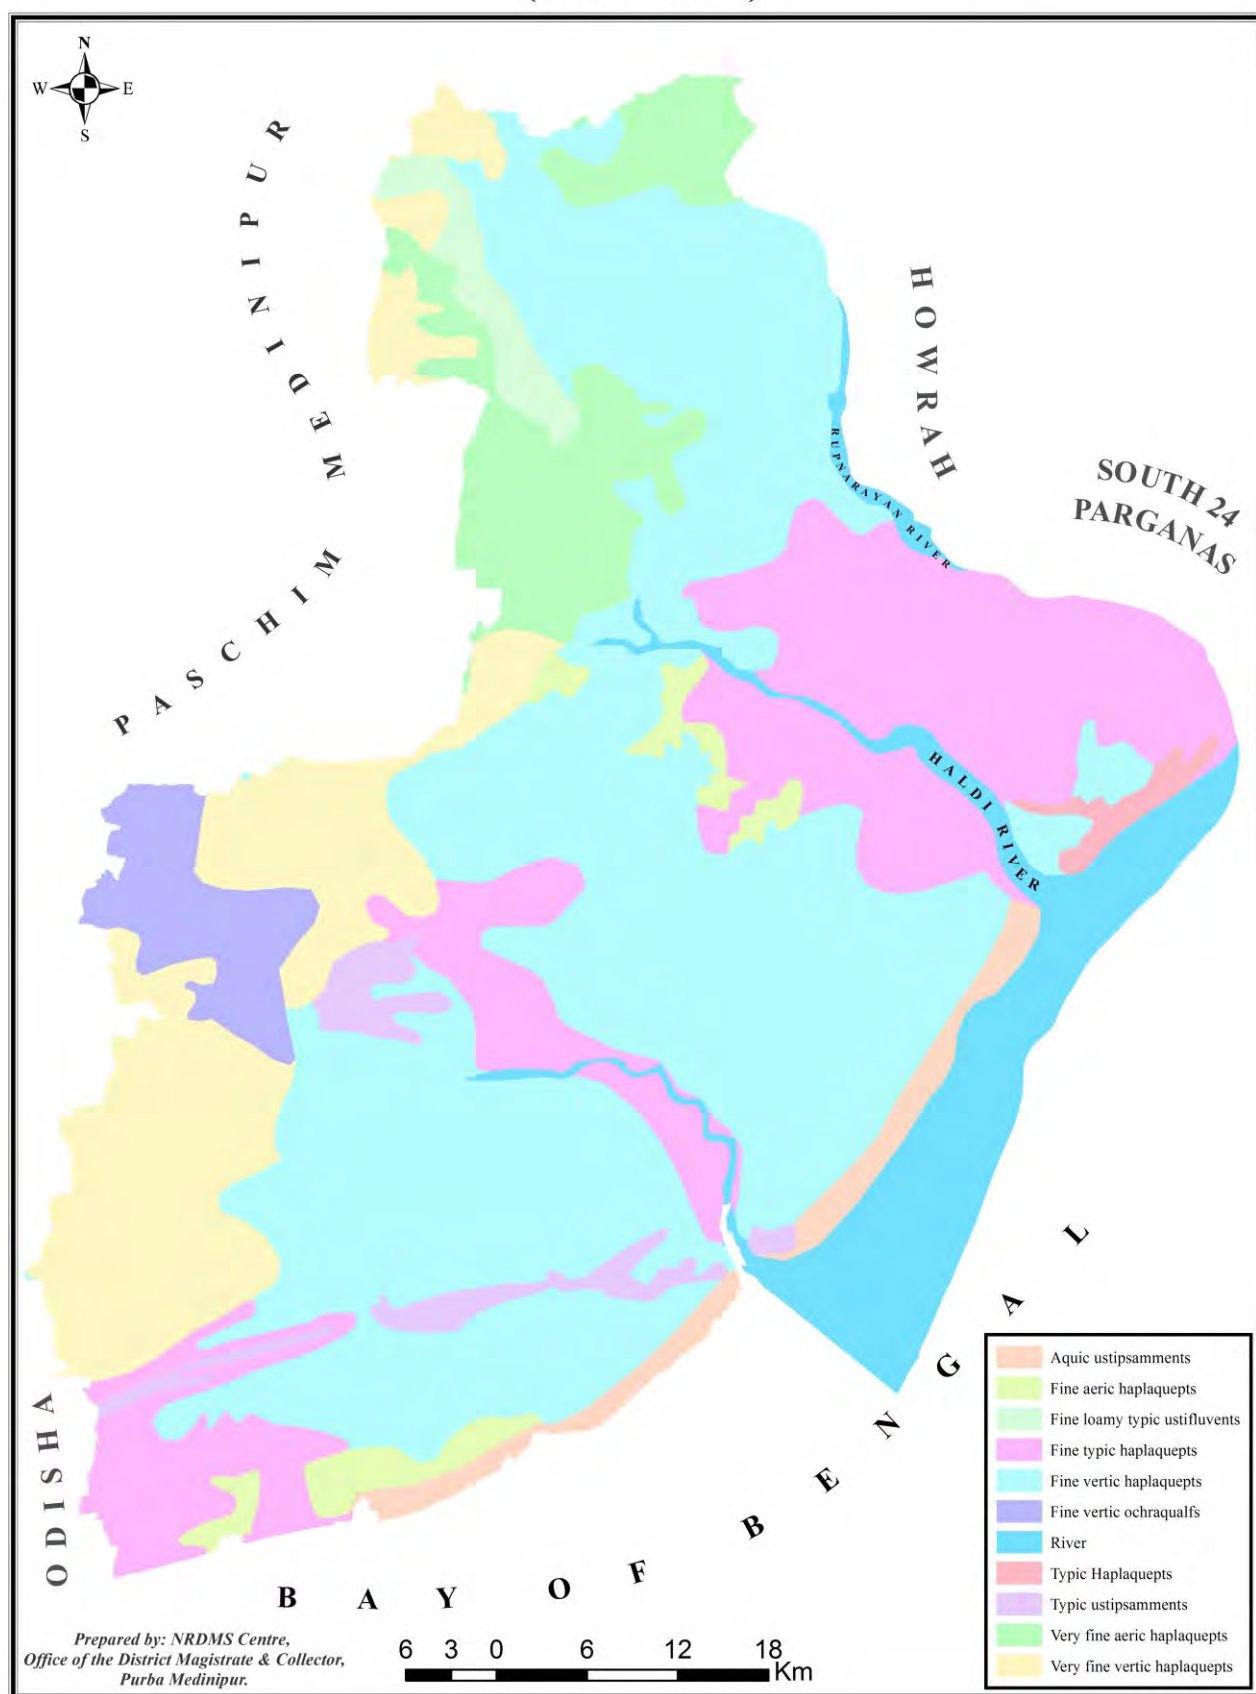 N
W E
S
PASCHIM MEDINIPUR
HOWRAH
SOUTH 24
PARGANAS
RUPNARAYAN RIVER
HALDI RIVER
ODISHA
BAY OF BENGAL
Aquic ustipsamments
Fine aeric haplaquepts
Fine loamy typic ustifluvents
Fine typic haplaquepts
Fine vertic haplaquepts
Fine vertic ochraqualfs
River
Typic Haplaquepts
Typic ustipsamments
Very fine aeric haplaquepts
Very fine vertic haplaquepts
Prepared by: NRDMS Centre,
Office of the District Magistrate & Collector,
Purba Medinipur.
6 3 0 6 12 18
Km